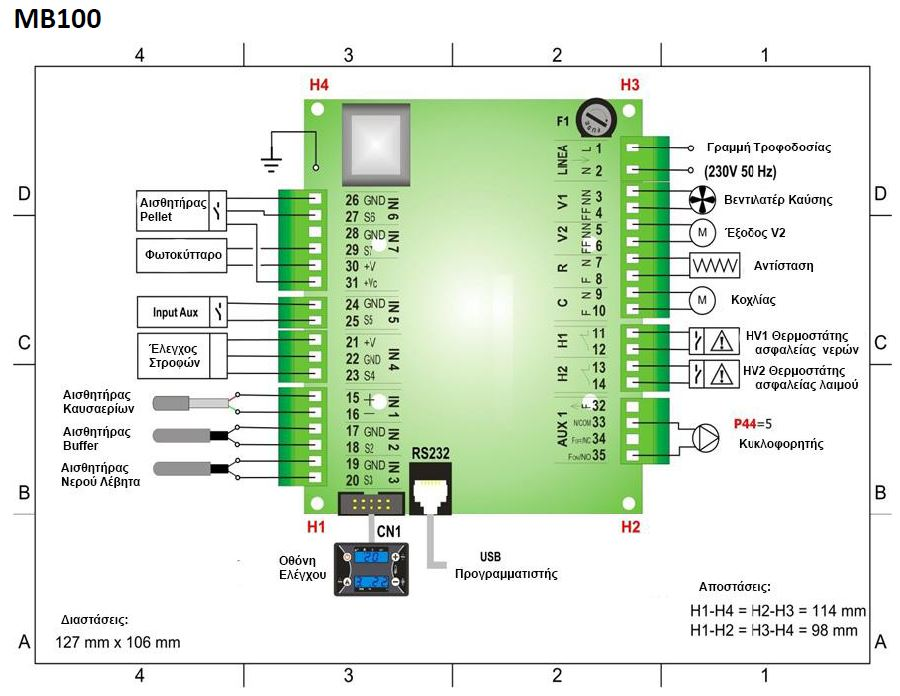 MB100
4 3 2 1
H4 H3
F1
LINEA
L 1
N 2
Γραμμή Τροφοδοσίας
(230V 50 Hz)
D D
Αισθητήρας
Pellet
26 GND
27 S6
IN 6
V1
N 3
F 4
Βεντιλατέρ Καύσης
28 GND
29 S7
IN 7
V2
N 5
F 6
M
Έξοδος V2
Φωτοκύτταρο
30 +V
31 +Vc
R
N 7
F 8
Αντίσταση
Input Aux
24 GND
25 S5
IN 5
C
N 9
F 10
M
Κοχλίας
C C
Έλεγχος
Στροφών
21 +V
22 GND
23 S4
IN 4
H1
11
12
HV1 Θερμοστάτης
ασφαλείας νερών
H2
13
14
HV2 Θερμοστάτης
ασφαλείας λαιμού
Αισθητήρας
Καυσαερίων
15 +
16 −
IN 1
AUX 1
F 32
N/COM 33
FOFF/NC 34
FON/NO 35
P44=5
Κυκλοφορητής
Αισθητήρας
Buffer
17 GND
18 S2
IN 2
Αισθητήρας
Νερού Λέβητα
19 GND
20 S3
IN 3
RS232
B B
H1 H2
CN1
Οθόνη
Ελέγχου
USB
Προγραμματιστής
Αποστάσεις:
H1-H4 = H2-H3 = 114 mm
H1-H2 = H3-H4 = 98 mm
Διαστάσεις:
127 mm x 106 mm
A A
4 3 2 1